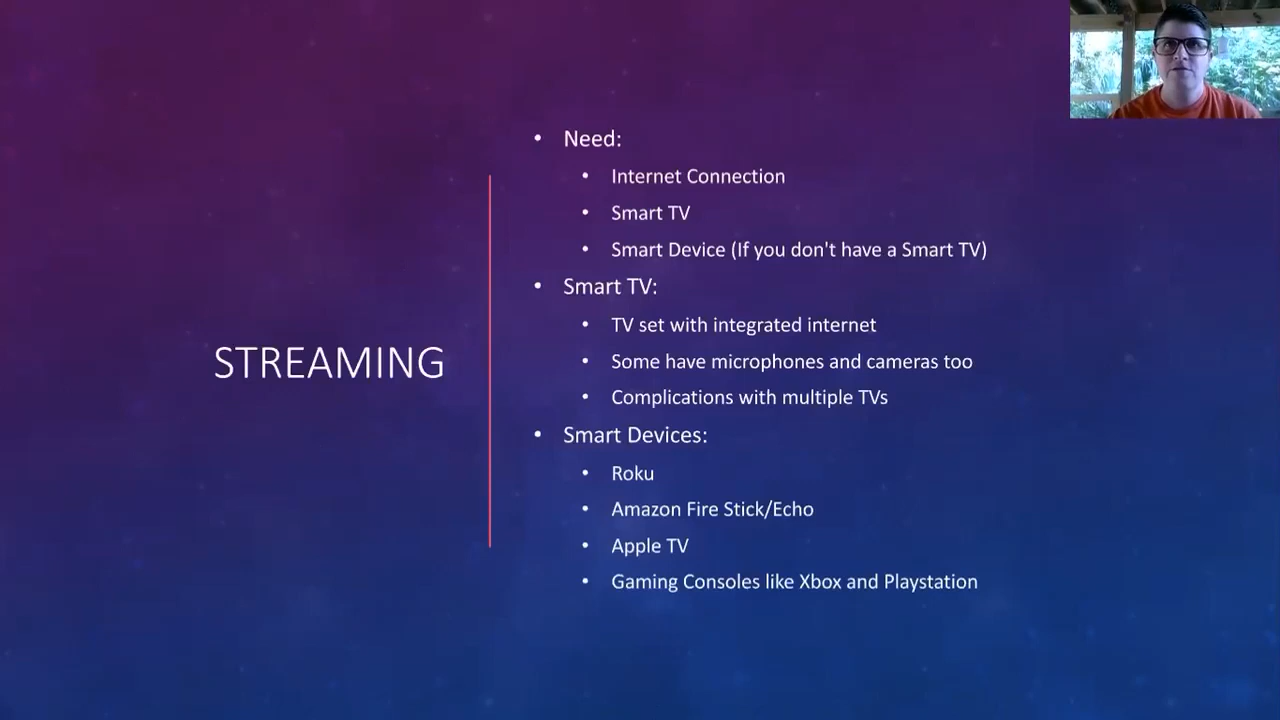 STREAMING
• Need:
• Internet Connection
• Smart TV
• Smart Device (If you don't have a Smart TV)
• Smart TV:
• TV set with integrated internet
• Some have microphones and cameras too
• Complications with multiple TVs
• Smart Devices:
• Roku
• Amazon Fire Stick/Echo
• Apple TV
• Gaming Consoles like Xbox and Playstation